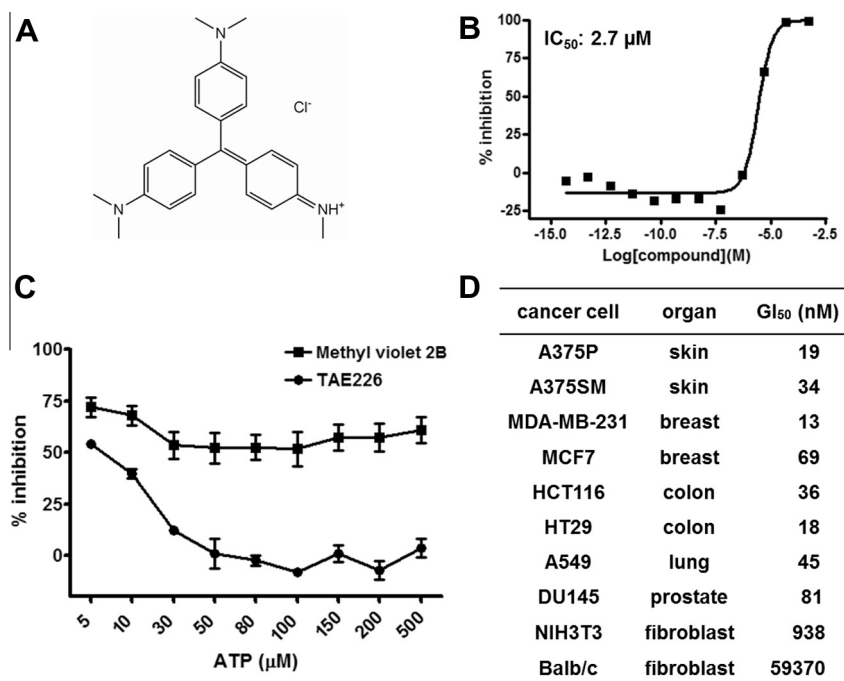 A
N
N
NH+
Cl-
B
IC50: 2.7 µM
% inhibition
100
75
50
25
0
-25
-15.0 -12.5 -10.0 -7.5 -5.0 -2.5
Log[compound](M)
C
% inhibition
100
75
50
25
0
Methyl violet 2B
TAE226
5 10 30 50 80 100 150 200 500
ATP (µM)
D
cancer cell organ GI50 (nM)
A375P skin 19
A375SM skin 34
MDA-MB-231 breast 13
MCF7 breast 69
HCT116 colon 36
HT29 colon 18
A549 lung 45
DU145 prostate 81
NIH3T3 fibroblast 938
Balb/c fibroblast 59370